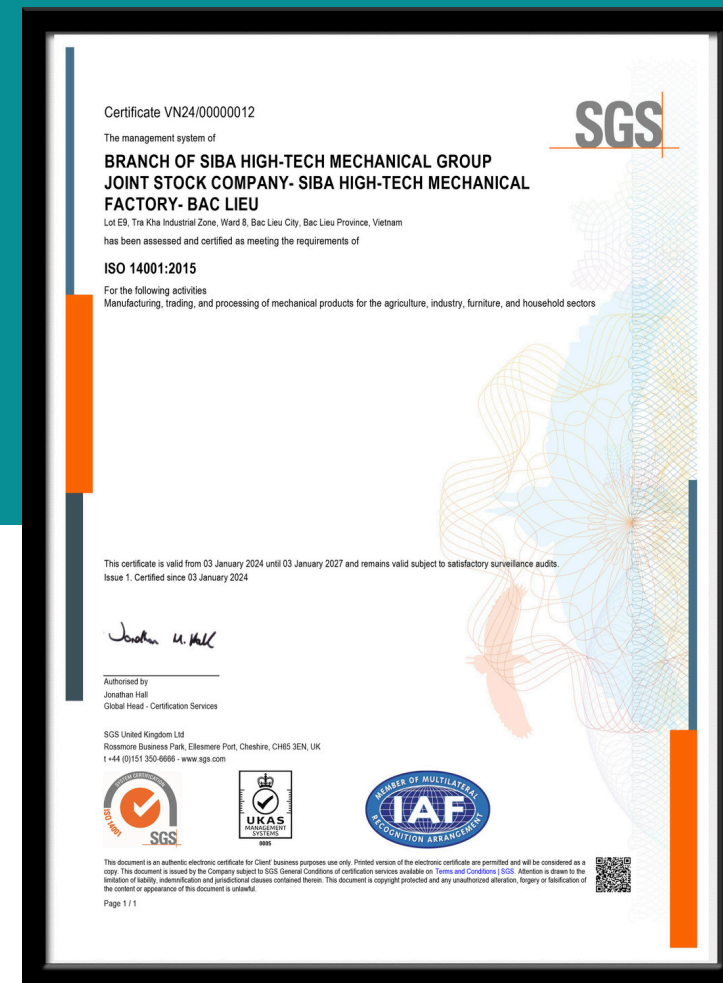 Certificate VN24/00000012
SGS
The management system of
BRANCH OF SIBA HIGH-TECH MECHANICAL GROUP
JOINT STOCK COMPANY- SIBA HIGH-TECH MECHANICAL
FACTORY- BAC LIEU
Lot E9, Tra Kha Industrial Zone, Ward 8, Bac Lieu City, Bac Lieu Province, Vietnam
has been assessed and certified as meeting the requirements of
ISO 14001:2015
For the following activities
Manufacturing, trading, and processing of mechanical products for the agriculture, industry, furniture, and household sectors
This certificate is valid from 03 January 2024 until 03 January 2027 and remains valid subject to satisfactory surveillance audits.
Issue 1. Certified since 03 January 2024
Jonathan M. Hall
Authorised by
Jonathan Hall
Global Head - Certification Services
SGS United Kingdom Ltd
Rossmore Business Park, Ellesmere Port, Cheshire, CH65 3EN, UK
t +44 (0)151 350-6666 - www.sgs.com
SYSTEM CERTIFICATION
ISO 14001
SGS
UKAS
MANAGEMENT
SYSTEMS
0005
MEMBER OF MULTILATERAL
IAF
RECOGNITION ARRANGEMENT
This document is an authentic electronic certificate for Client' business purposes use only. Printed version of the electronic certificate are permitted and will be considered as a
copy. This document is issued by the Company subject to SGS General Conditions of certification services available on Terms and Conditions | SGS. Attention is drawn to the
limitation of liability, indemnification and jurisdictional clauses contained therein. This document is copyright protected and any unauthorized alteration, forgery or falsification of
the content or appearance of this document is unlawful.
Page 1 / 1